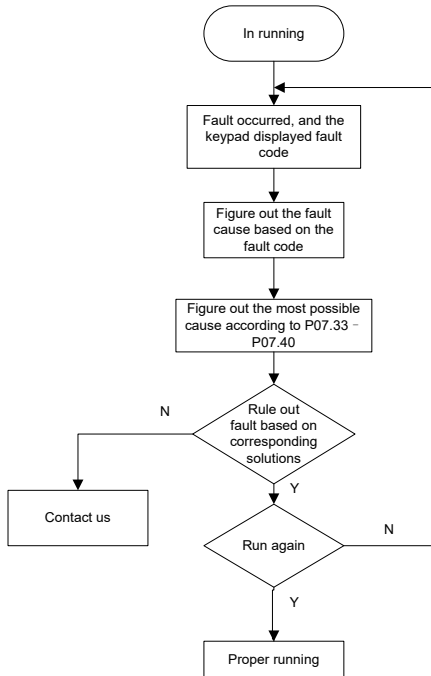 In running
Fault occurred, and the
keypad displayed fault
code
Figure out the fault
cause based on the
fault code
Figure out the most possible
cause according to P07.33 –
P07.40
N
Rule out
fault based on
corresponding
solutions
Y
Contact us
Run again
N
Y
Proper running